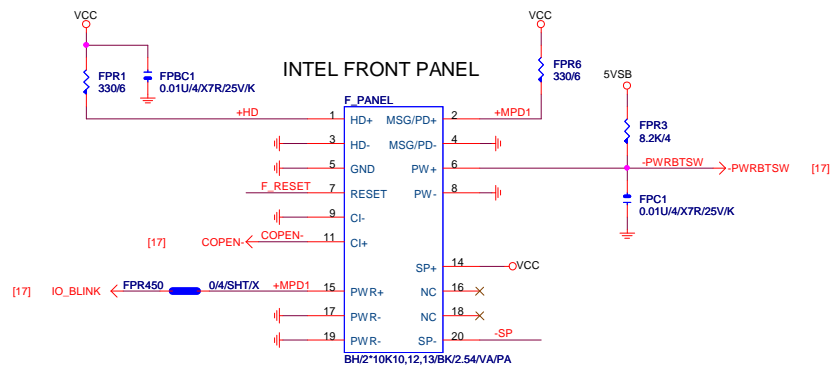 VCC
VCC
FPR1
330/6
FPBC1
0.01U/4/X7R/25V/K
INTEL FRONT PANEL
FPR6
330/6
5VSB
FPR3
8.2K/4
F_PANEL
+HD
1
HD+
MSG/PD+
2
+MPD1
3
HD-
MSG/PD-
4
5
GND
PW+
6
-PWRBTSW
-PWRBTSW
[17]
F_RESET
7
RESET
PW-
8
FPC1
0.01U/4/X7R/25V/K
9
CI-
[17]
COPEN-
COPEN-
11
CI+
SP+
14
VCC
[17]
IO_BLINK
FPR450
0/4/SHT/X
+MPD1
15
PWR+
NC
16
17
PWR-
NC
18
19
PWR-
SP-
20
-SP
BH/2*10K10,12,13/BK/2.54/VA/PA